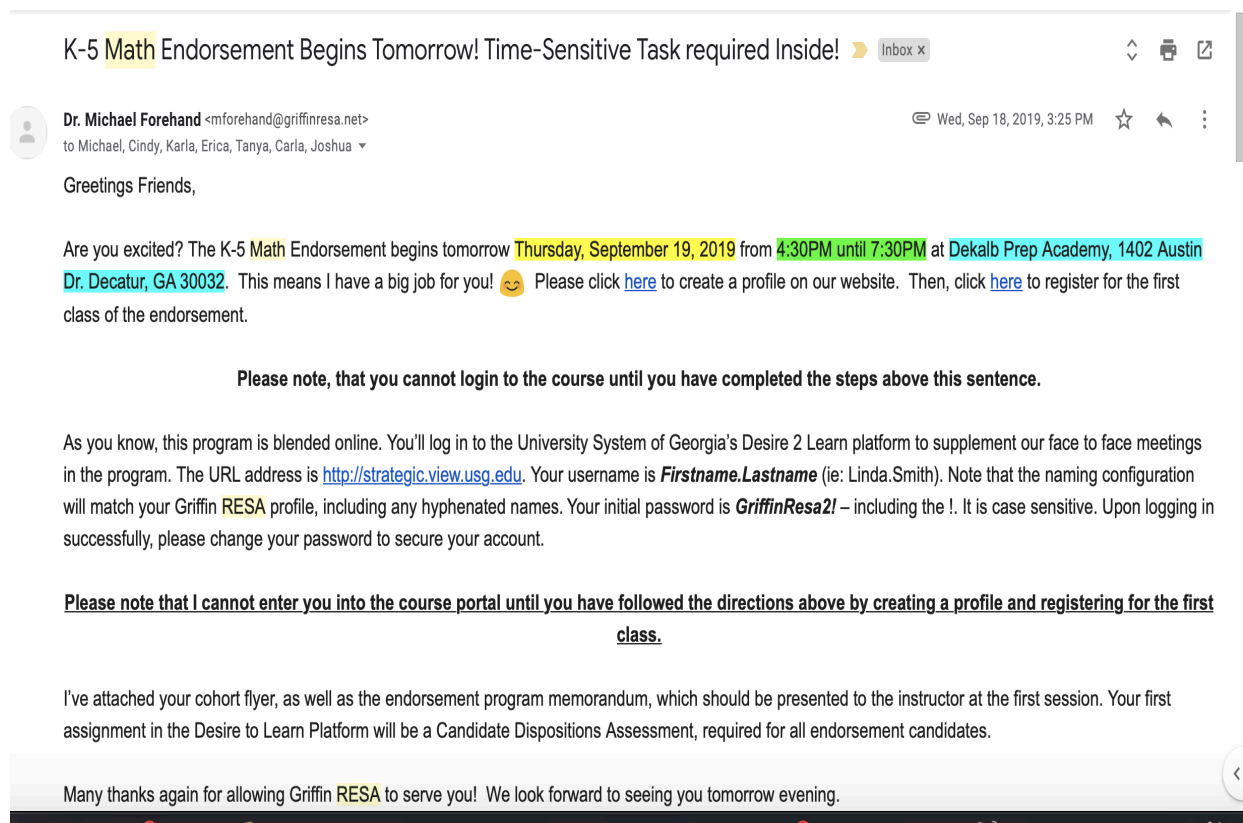 K-5 Math Endorsement Begins Tomorrow! Time-Sensitive Task required Inside! Inbox ×
Dr. Michael Forehand <mforehand@griffinresa.net> Wed, Sep 18, 2019, 3:25 PM
to Michael, Cindy, Karla, Erica, Tanya, Carla, Joshua
Greetings Friends,
Are you excited? The K-5 Math Endorsement begins tomorrow Thursday, September 19, 2019 from 4:30PM until 7:30PM at Dekalb Prep Academy, 1402 Austin
Dr. Decatur, GA 30032. This means I have a big job for you! 😊 Please click here to create a profile on our website. Then, click here to register for the first
class of the endorsement.
Please note, that you cannot login to the course until you have completed the steps above this sentence.
As you know, this program is blended online. You'll log in to the University System of Georgia's Desire 2 Learn platform to supplement our face to face meetings
in the program. The URL address is http://strategic.view.usg.edu. Your username is Firstname.Lastname (ie: Linda.Smith). Note that the naming configuration
will match your Griffin RESA profile, including any hyphenated names. Your initial password is GriffinResa2! – including the !. It is case sensitive. Upon logging in
successfully, please change your password to secure your account.
Please note that I cannot enter you into the course portal until you have followed the directions above by creating a profile and registering for the first
class.
I've attached your cohort flyer, as well as the endorsement program memorandum, which should be presented to the instructor at the first session. Your first
assignment in the Desire to Learn Platform will be a Candidate Dispositions Assessment, required for all endorsement candidates.
Many thanks again for allowing Griffin RESA to serve you! We look forward to seeing you tomorrow evening.